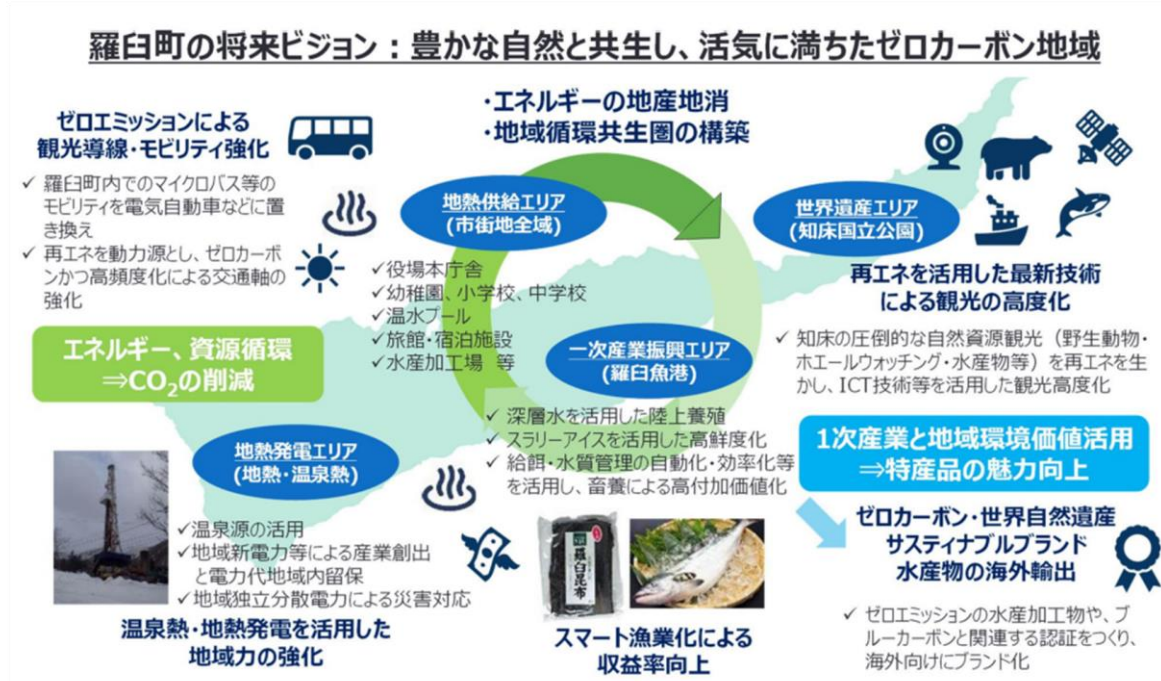 羅臼町の将来ビジョン：豊かな自然と共生し、活気に満ちたゼロカーボン地域
・エネルギーの地産地消
・地域循環共生圏の構築
ゼロエミッションによる
観光導線・モビリティ強化
✓ 羅臼町内でのマイクロバス等の
モビリティを電気自動車などに置
き換え
✓ 再エネを動力源とし、ゼロカーボ
ンかつ高頻度化による交通軸の
強化
地熱供給エリア
(市街地全域)
✓役場本庁舎
✓幼稚園、小学校、中学校
✓温水プール
✓旅館・宿泊施設
✓水産加工場 等
世界遺産エリア
(知床国立公園)
再エネを活用した最新技術
による観光の高度化
✓ 知床の圧倒的な自然資源観光（野生動物・
ホエールウォッチング・水産物等）を再エネを生
かし、ICT技術等を活用した観光高度化
エネルギー、資源循環
⇒CO₂の削減
一次産業振興エリア
(羅臼魚港)
✓ 深層水を活用した陸上養殖
✓ スラリーアイスを活用した高鮮度化
✓ 給餌・水質管理の自動化・効率化等
を活用し、畜養による高付加価値化
地熱発電エリア
(地熱・温泉熱)
✓温泉源の活用
✓地域新電力等による産業創出
と電力代地域内留保
✓地域独立分散電力による災害対応
温泉熱・地熱発電を活用した
地域力の強化
羅臼昆布
スマート漁業化による
収益率向上
1次産業と地域環境価値活用
⇒特産品の魅力向上
ゼロカーボン・世界自然遺産
サスティナブルブランド
水産物の海外輸出
✓ ゼロエミッションの水産加工物や、ブ
ルーカーボンと関連する認証をつくり、
海外向けにブランド化